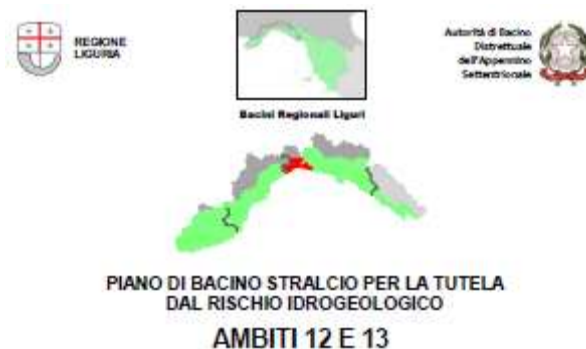 REGIONE
LIGURIA
Autorità di Bacino
Distrettuale
dell'Appennino
Settentrionale
Bacini Regionali Liguri
PIANO DI BACINO STRALCIO PER LA TUTELA
DAL RISCHIO IDROGEOLOGICO
AMBITI 12 E 13